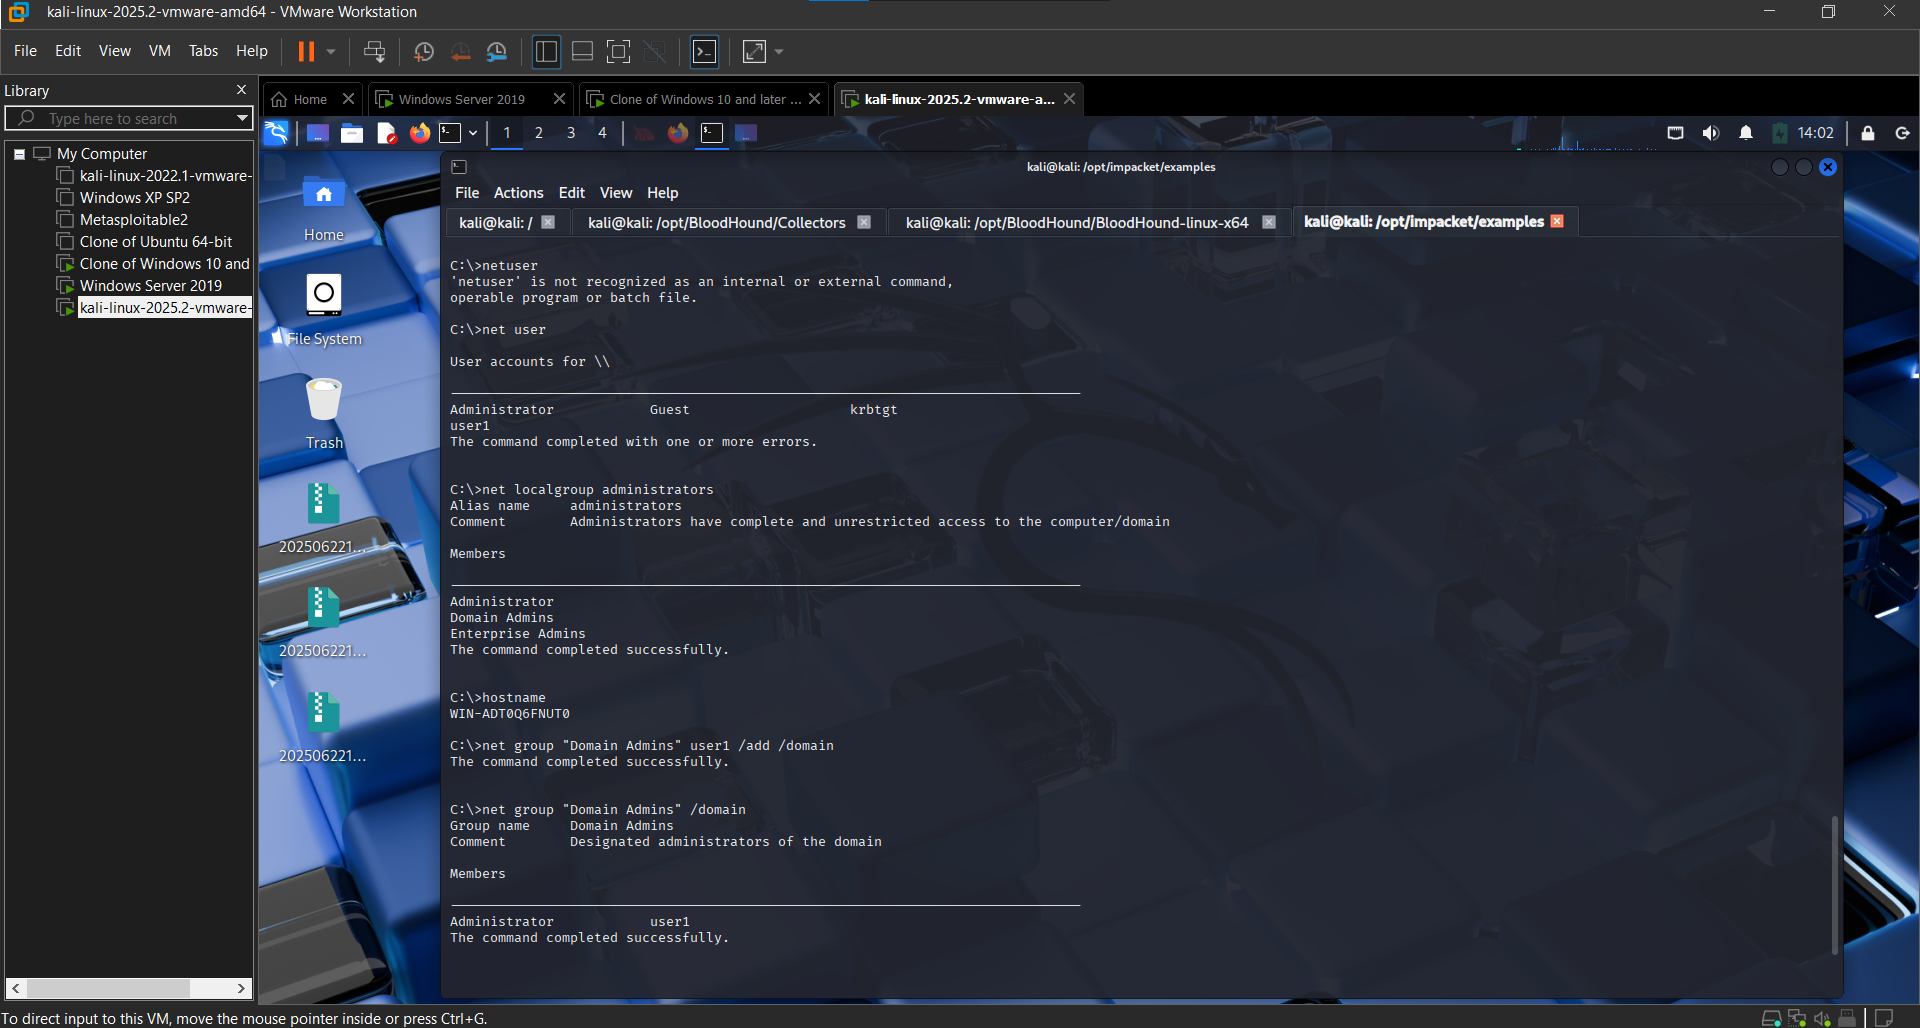 kali-linux-2025.2-vmware-amd64 - VMware Workstation
File Edit View VM Tabs Help
Library
Type here to search
My Computer
kali-linux-2022.1-vmware-
Windows XP SP2
Metasploitable2
Clone of Ubuntu 64-bit
Clone of Windows 10 and
Windows Server 2019
kali-linux-2025.2-vmware-
Home
Windows Server 2019
Clone of Windows 10 and later ...
kali-linux-2025.2-vmware-a...
1 2 3 4
14:02
Home
File System
Trash
202506221...
202506221...
202506221...
kali@kali: /opt/impacket/examples
File Actions Edit View Help
kali@kali: /
kali@kali: /opt/BloodHound/Collectors
kali@kali: /opt/BloodHound/BloodHound-linux-x64
kali@kali: /opt/impacket/examples
C:\>netuser
'netuser' is not recognized as an internal or external command,
operable program or batch file.
C:\>net user
User accounts for \\
Administrator Guest krbtgt
user1
The command completed with one or more errors.
C:\>net localgroup administrators
Alias name administrators
Comment Administrators have complete and unrestricted access to the computer/domain
Members
Administrator
Domain Admins
Enterprise Admins
The command completed successfully.
C:\>hostname
WIN-ADT0Q6FNUT0
C:\>net group "Domain Admins" user1 /add /domain
The command completed successfully.
C:\>net group "Domain Admins" /domain
Group name Domain Admins
Comment Designated administrators of the domain
Members
Administrator user1
The command completed successfully.
To direct input to this VM, move the mouse pointer inside or press Ctrl+G.